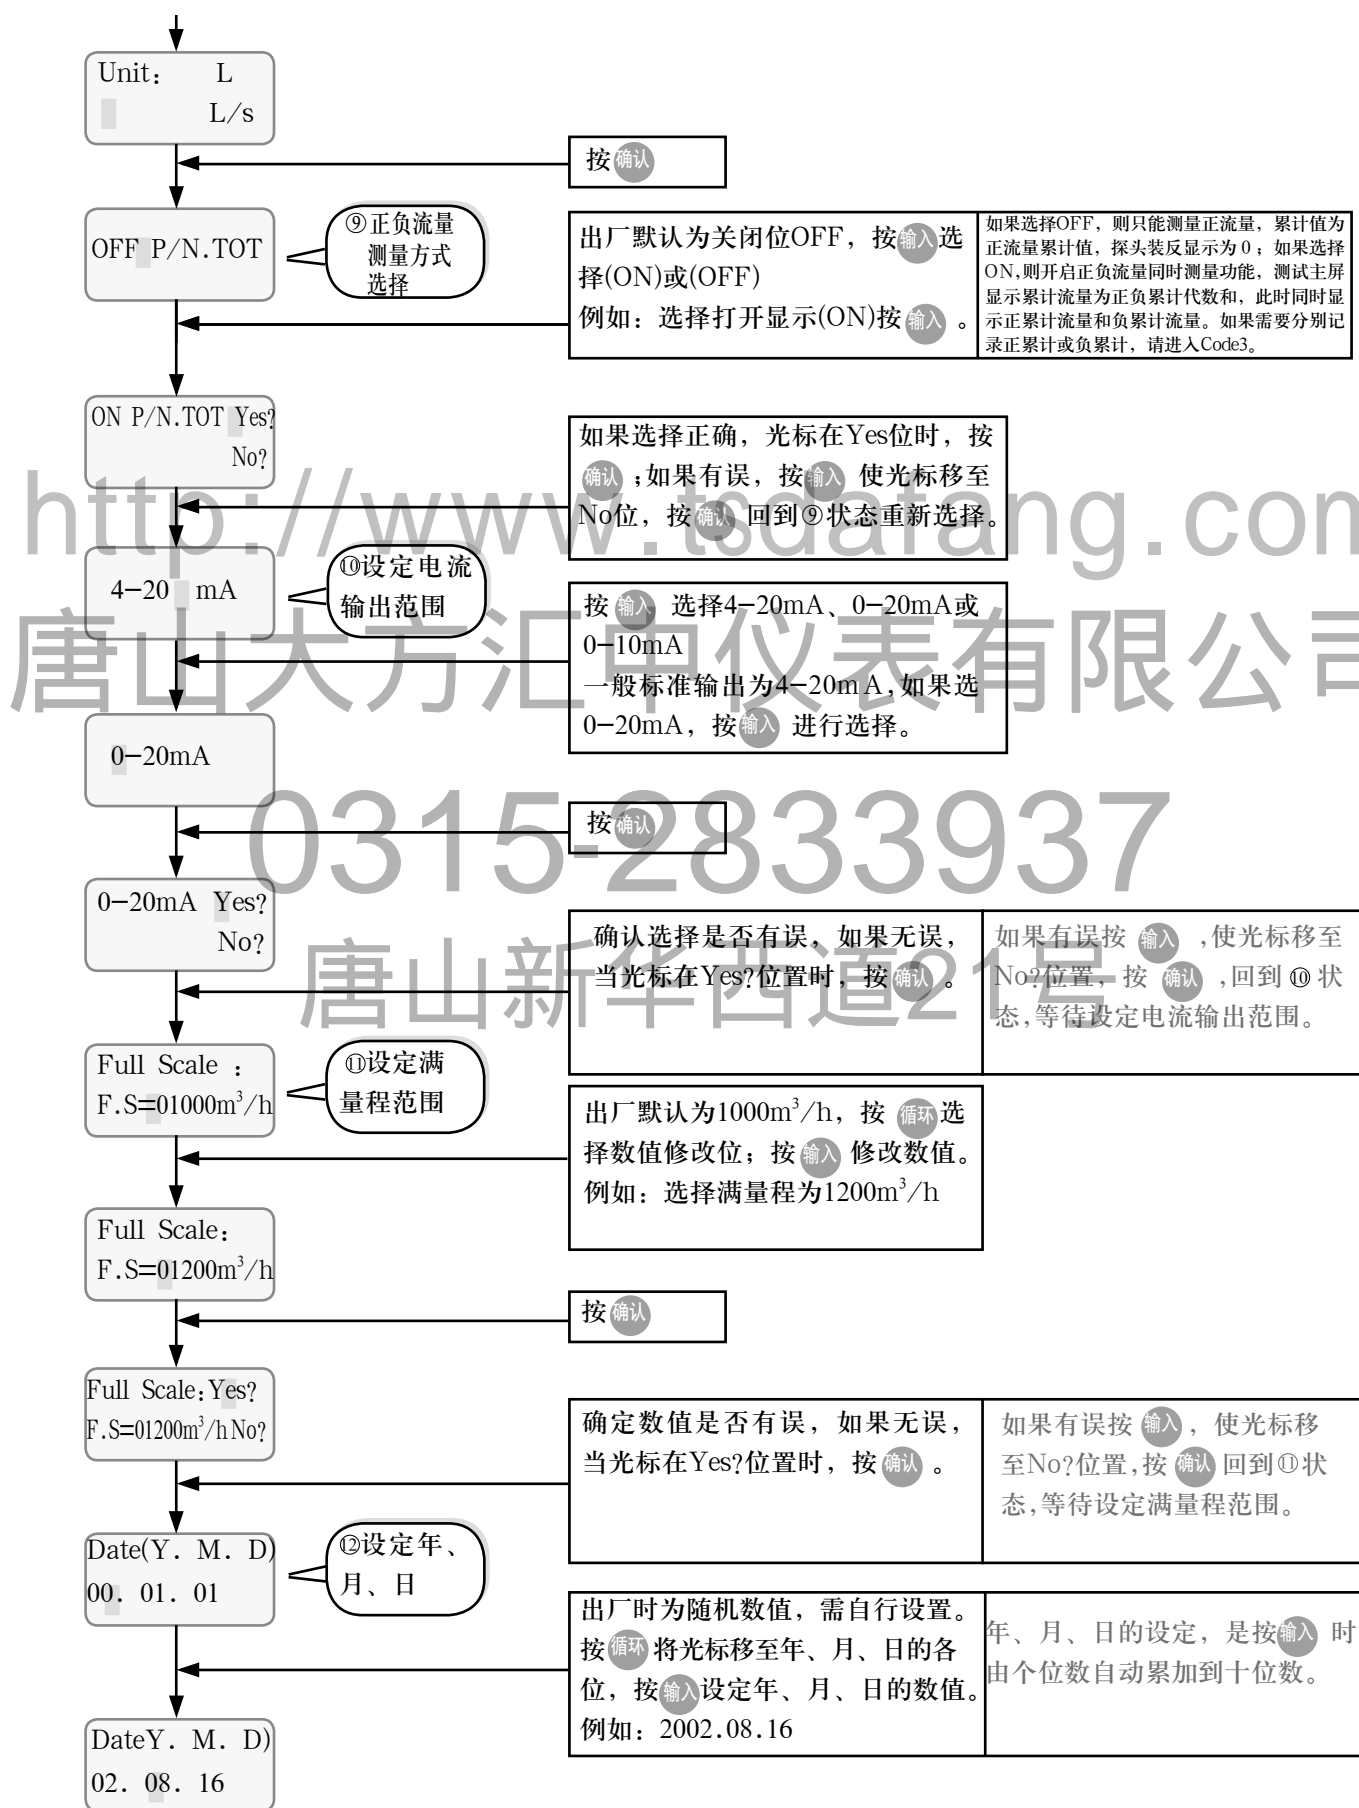 Unit： L
L/s
按 确认
OFF P/N.TOT
⑨正负流量
测量方式
选择
出厂默认为关闭位OFF，按 输入 选
择(ON)或(OFF)
例如：选择打开显示(ON)按 输入 。
如果选择OFF，则只能测量正流量，累计值为
正流量累计值，探头装反显示为 0；如果选择
ON,则开启正负流量同时测量功能，测试主屏
显示累计流量为正负累计代数和，此时同时显
示正累计流量和负累计流量。如果需要分别记
录正累计或负累计，请进入Code3。
ON P/N.TOT Yes?
No?
如果选择正确，光标在Yes位时，按
确认 ;如果有误，按 输入 使光标移至
No位，按 确认 回到⑨状态重新选择。
http://www.tsdafang.com
4-20 mA
⑩设定电流
输出范围
按 输入 选择4-20mA、0-20mA或
0-10mA
一般标准输出为4-20mA,如果选
0-20mA，按 输入 进行选择。
唐山大方汇中仪表有限公司
0-20mA
按 确认
0315-2833937
0-20mA Yes?
No?
确认选择是否有误，如果无误，
当光标在Yes?位置时，按 确认 。
如果有误按 输入 ,使光标移至
No?位置，按 确认 ,回到 ⑩ 状
态,等待设定电流输出范围。
唐山新华西道21号
Full Scale：
F.S=01000m³/h
⑪设定满
量程范围
出厂默认为1000m³/h，按 循环 选
择数值修改位；按 输入 修改数值。
例如：选择满量程为1200m³/h
Full Scale：
F.S=01200m³/h
按 确认
Full Scale：Yes?
F.S=01200m³/h No?
确定数值是否有误，如果无误，
当光标在Yes?位置时，按 确认 。
如果有误按 输入 ，使光标移
至No?位置,按 确认 回到⑪状
态,等待设定满量程范围。
Date(Y. M. D)
00. 01. 01
⑫设定年、
月、日
出厂时为随机数值，需自行设置。
按 循环 将光标移至年、月、日的各
位，按 输入 设定年、月、日的数值。
例如：2002.08.16
年、月、日的设定，是按 输入 时
由个位数自动累加到十位数。
DateY. M. D)
02. 08. 16